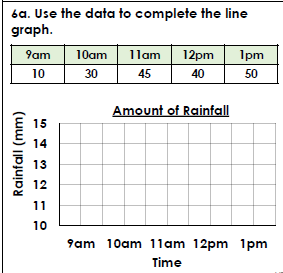 6a. Use the data to complete the line
graph.
9am 10am 11am 12pm 1pm
10 30 45 40 50
Amount of Rainfall
Rainfall (mm)
15
14
13
12
11
10
9am 10am 11am 12pm 1pm
Time